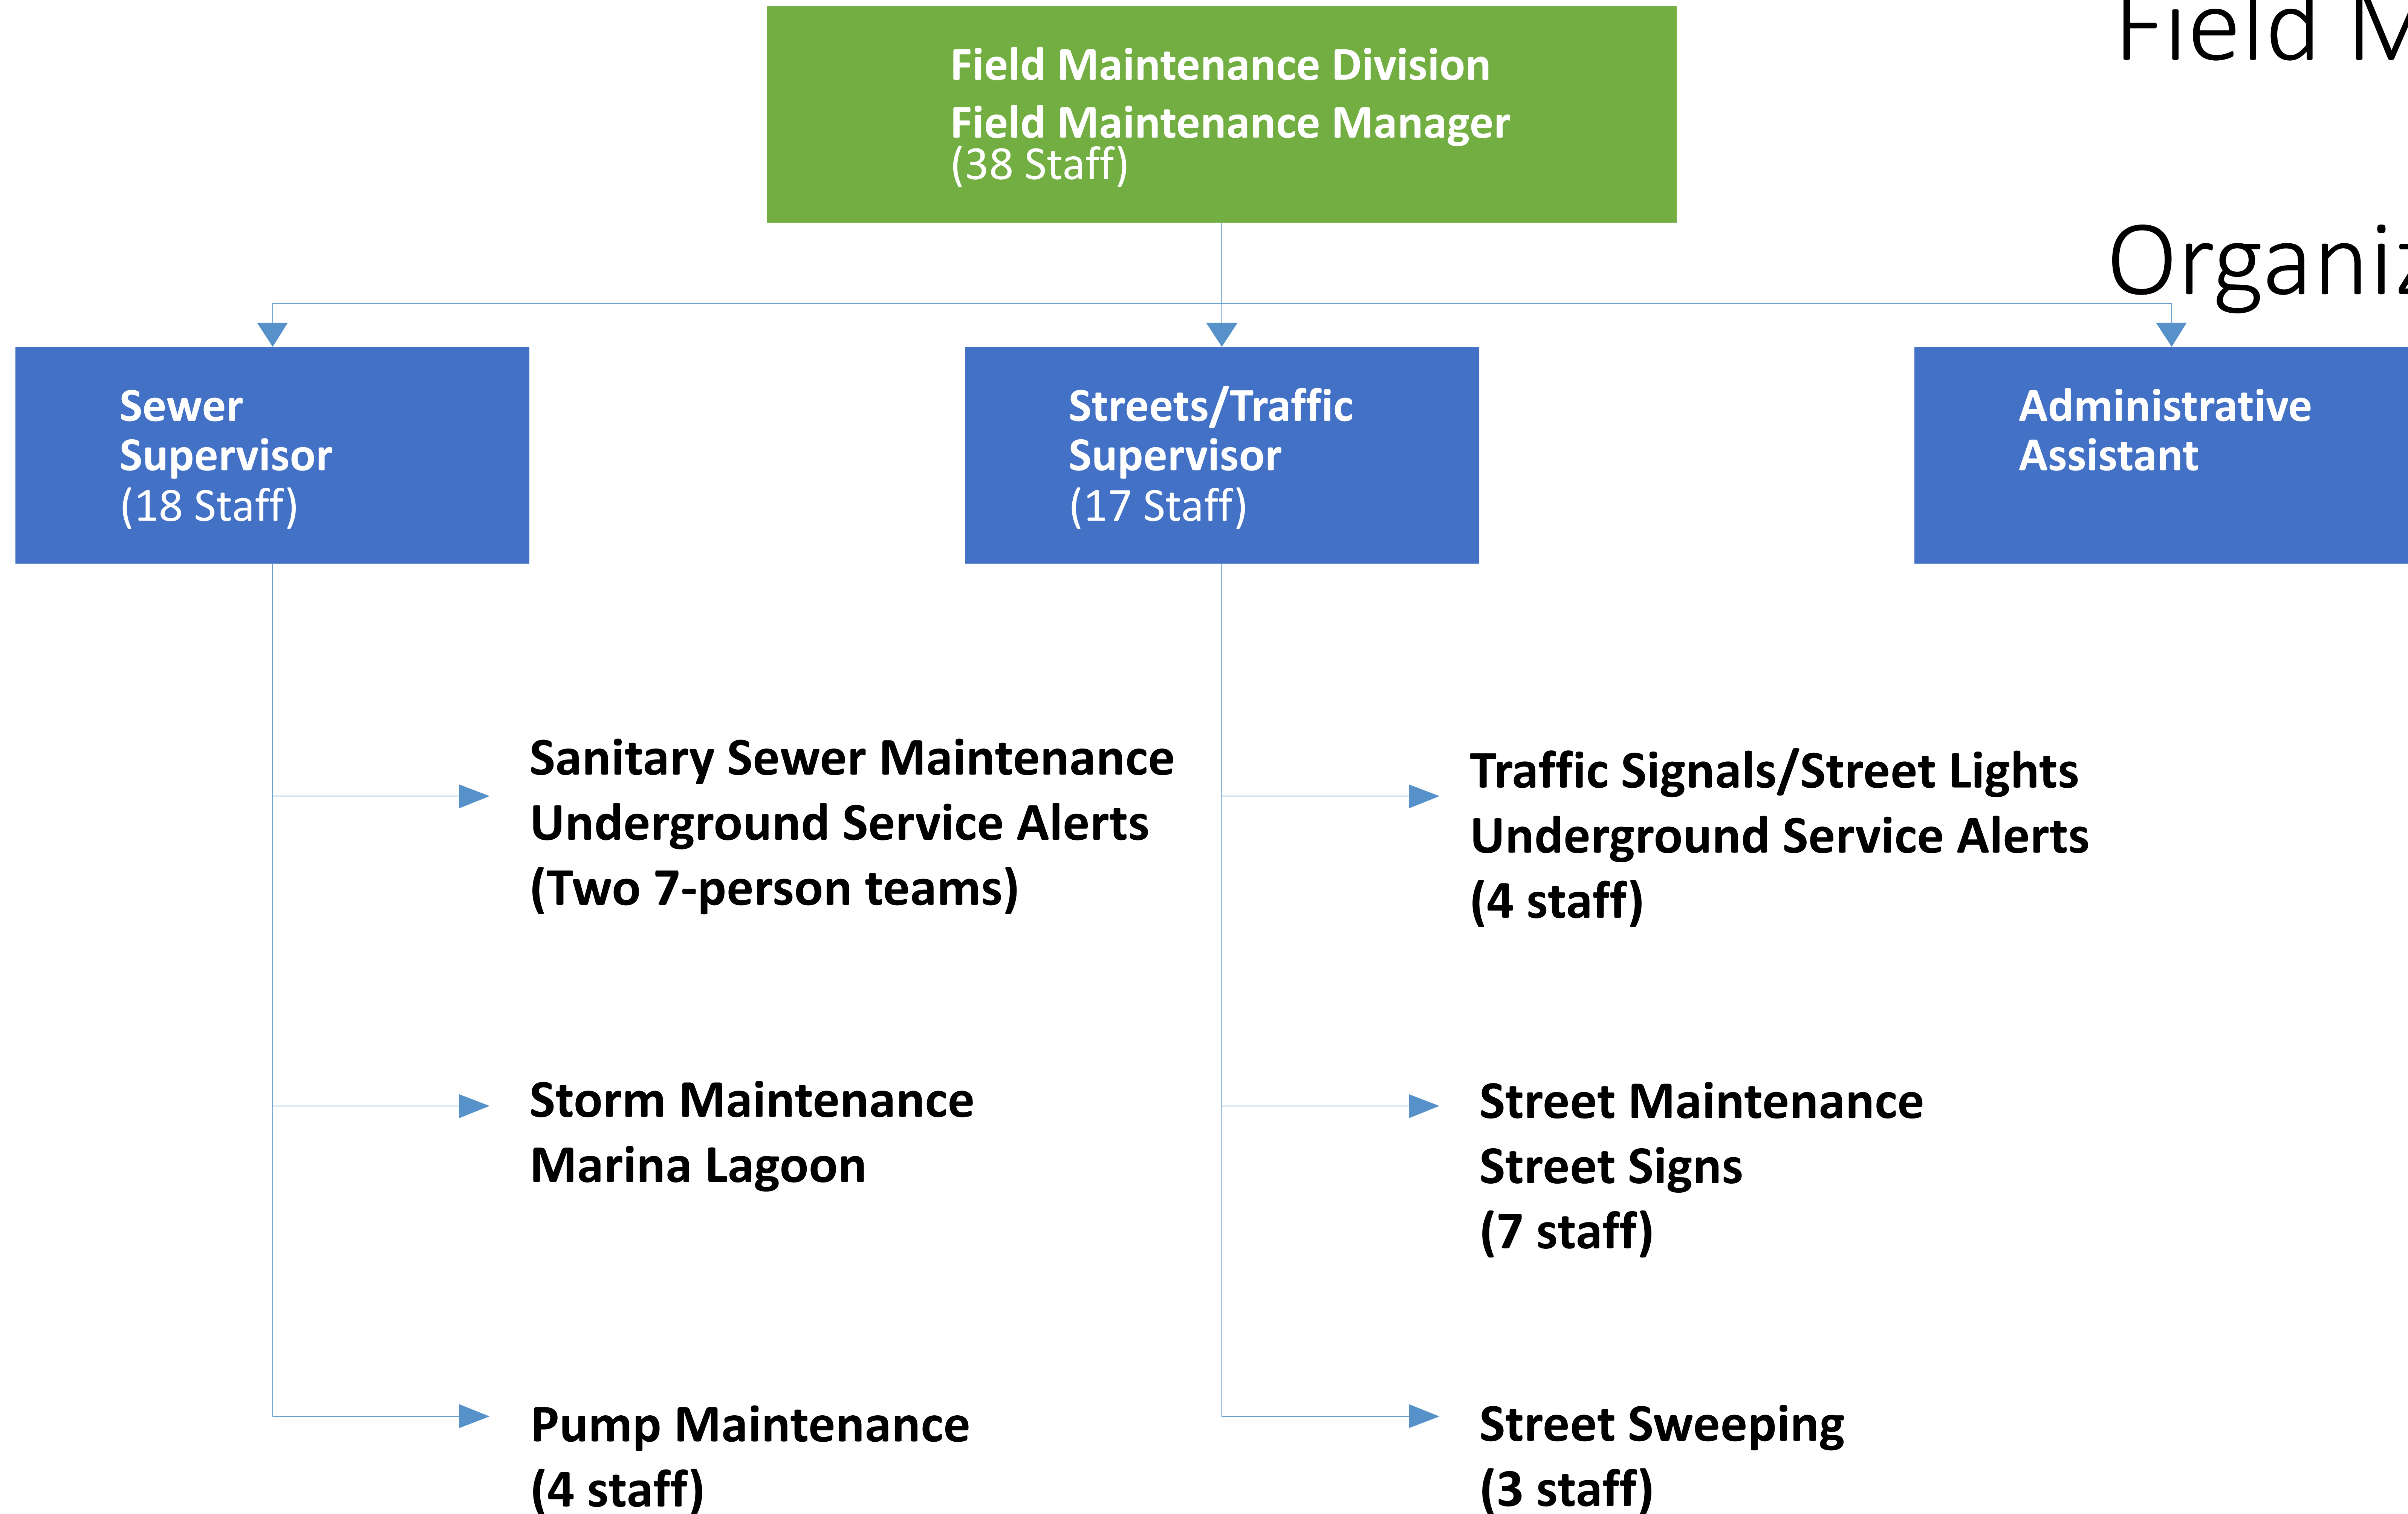 Field
Field Maintenance Division
Field Maintenance Manager
(38 Staff)
Sewer
Supervisor
(18 Staff)
Streets/Traffic
Supervisor
(17 Staff)
Administrative
Assistant
Sanitary Sewer Maintenance
Underground Service Alerts
(Two 7-person teams)
Storm Maintenance
Marina Lagoon
Pump Maintenance
(4 staff)
Traffic Signals/Street Lights
Underground Service Alerts
(4 staff)
Street Maintenance
Street Signs
(7 staff)
Street Sweeping
(3 staff)